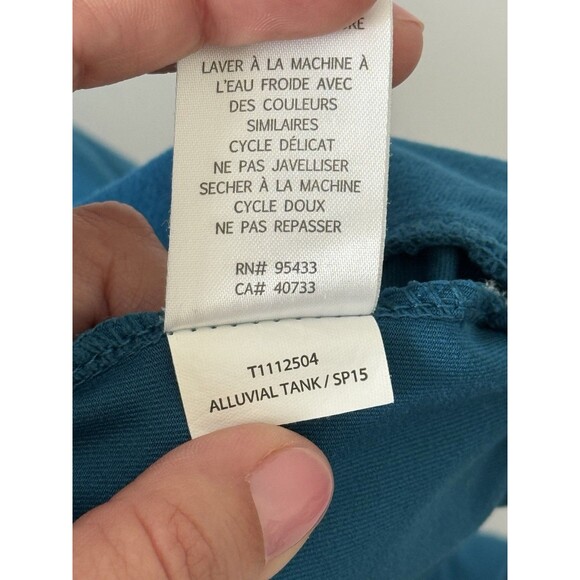 LAVER À LA MACHINE À
L'EAU FROIDE AVEC
DES COULEURS
SIMILAIRES
CYCLE DÉLICAT
NE PAS JAVELLISER
SECHER À LA MACHINE
CYCLE DOUX
NE PAS REPASSER
RN# 95433
CA# 40733
T1112504
ALLUVIAL TANK / SP15